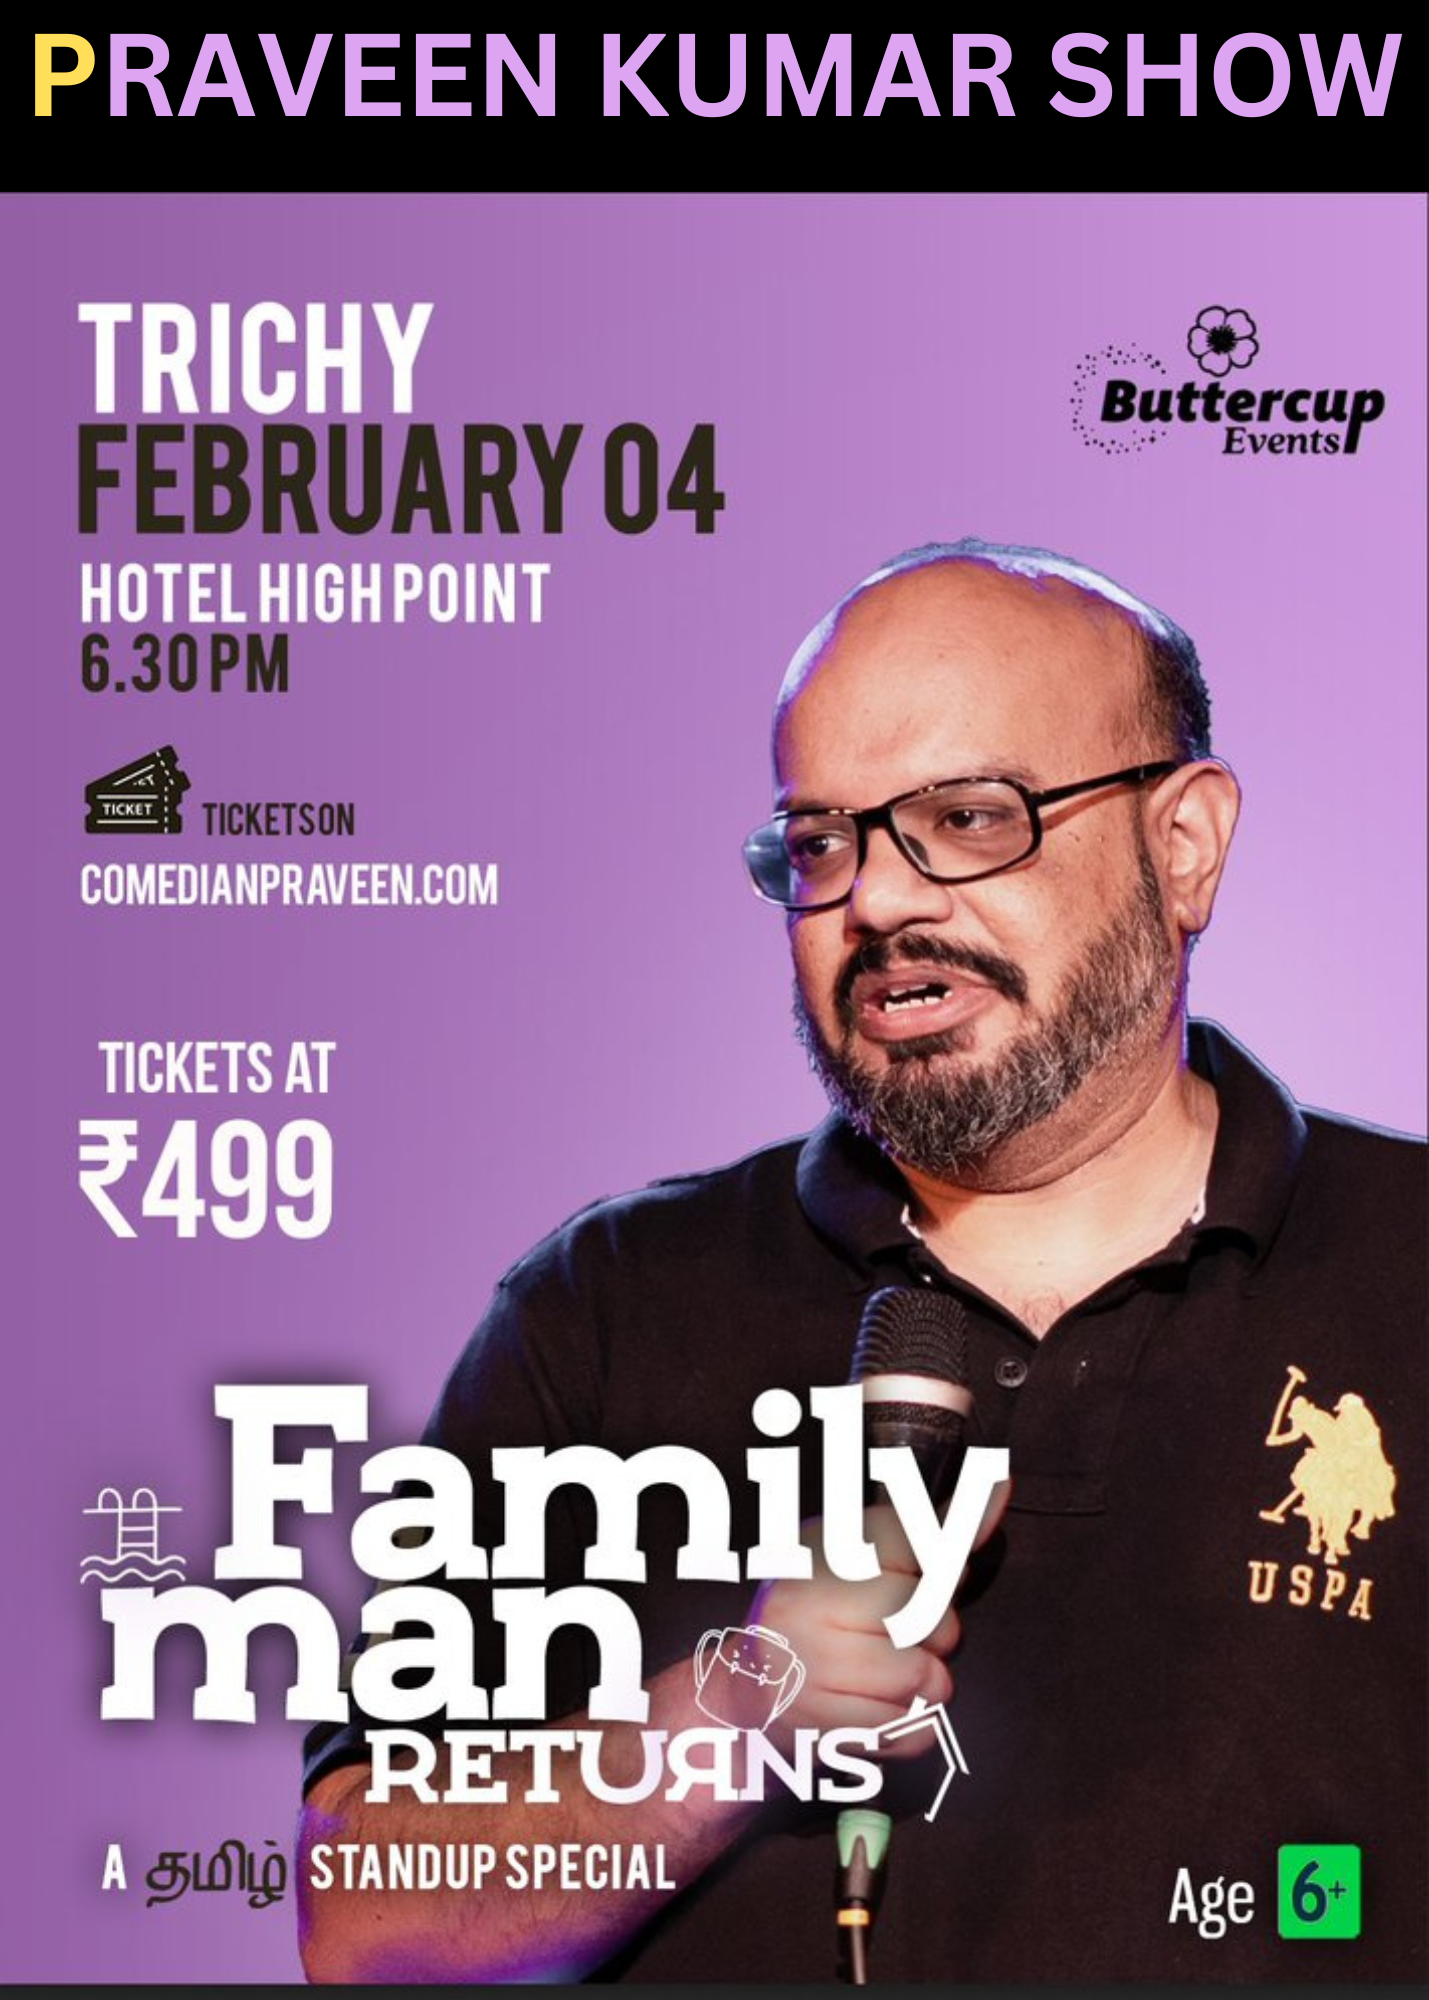 PRAVEEN KUMAR SHOW
TRICHY
FEBRUARY 04
HOTEL HIGH POINT
6.30 PM
Buttercup
Events
TICKET
TICKETS ON
COMEDIANPRAVEEN.COM
TICKETS AT
₹499
Family
man
RETURNS
USPA
A தமிழ் STANDUP SPECIAL
Age 6+